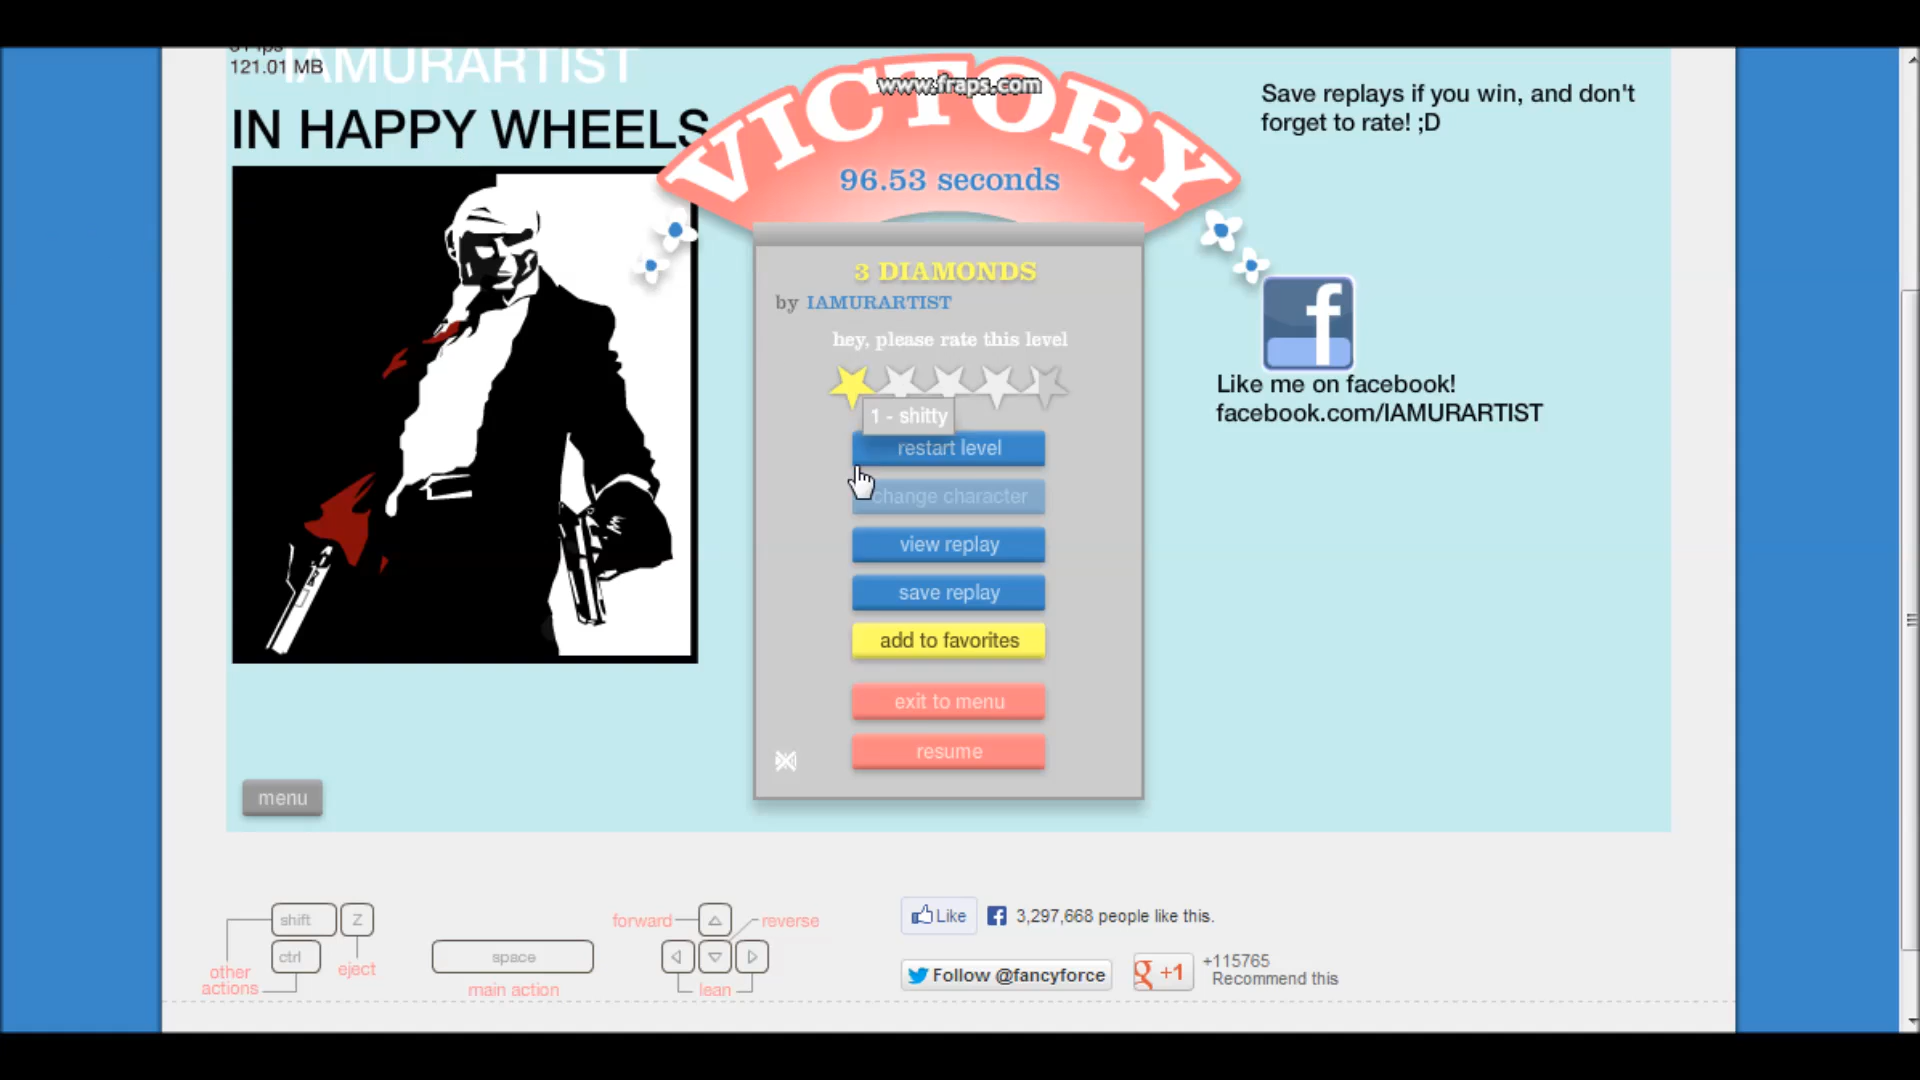 121.01 MB
IAMURARTIST
IN HAPPY WHEELS
VICTORY
www.fraps.com
96.53 seconds
Save replays if you win, and don't
forget to rate! ;D
3 DIAMONDS
by IAMURARTIST
hey, please rate this level
1 - shitty
restart level
change character
view replay
save replay
add to favorites
exit to menu
resume
f
Like me on facebook!
facebook.com/IAMURARTIST
menu
shift
Z
ctrl
other
actions
eject
space
main action
forward
reverse
lean
Like
f
3,297,668 people like this.
Follow @fancyforce
g +1
+115765
Recommend this